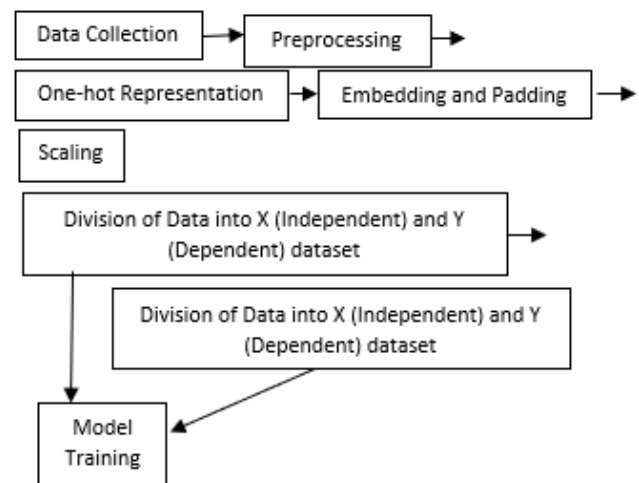 Data Collection
Preprocessing
One-hot Representation
Embedding and Padding
Scaling
Division of Data into X (Independent) and Y
(Dependent) dataset
Division of Data into X (Independent) and Y
(Dependent) dataset
Model
Training